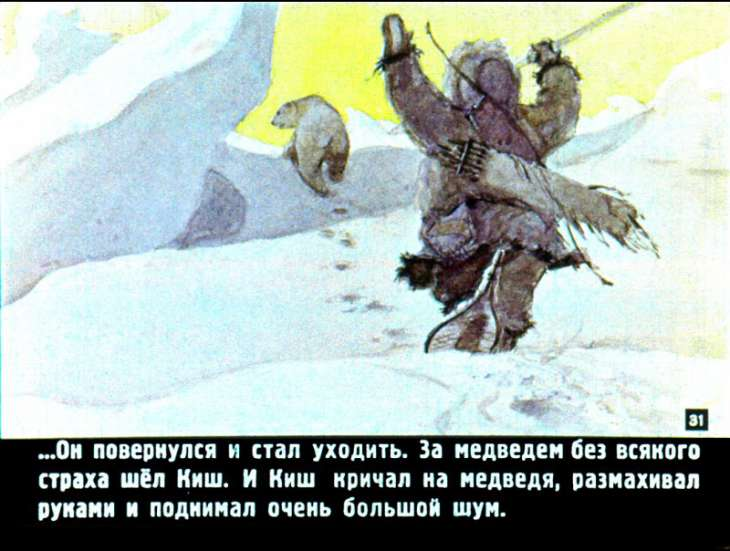 31
...Он повернулся и стал уходить. За медведем без всякого
страха шёл Киш. И Киш кричал на медведя, размахивал
руками и поднимал очень большой шум.